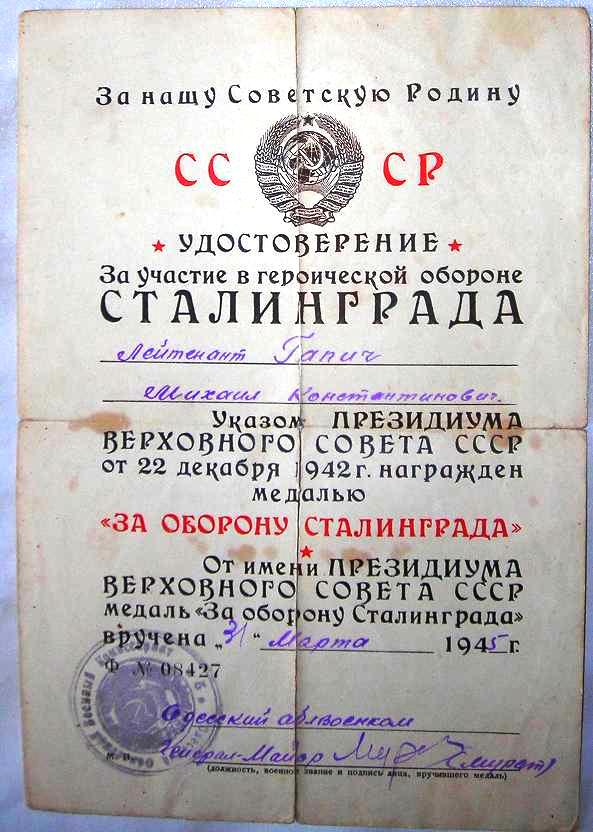 За нашу Советскую Родину
СС СР
УДОСТОВЕРЕНИЕ
За участие в героической обороне
СТАЛИНГРАДА
Лейтенант Гапич
Михаил Константинович.
Указом ПРЕЗИДИУМА
ВЕРХОВНОГО СОВЕТА СССР
от 22 декабря 1942 г. награжден
медалью
«ЗА ОБОРОНУ СТАЛИНГРАДА»
От имени ПРЕЗИДИУМА
ВЕРХОВНОГО СОВЕТА СССР
медаль «За оборону Сталинграда»
вручена „31“ Марта 1945 г.
Ф № 08427
Одесский облвоенком
Генерал-Майор
(должность, военное звание и подпись лица, вручившего медаль)